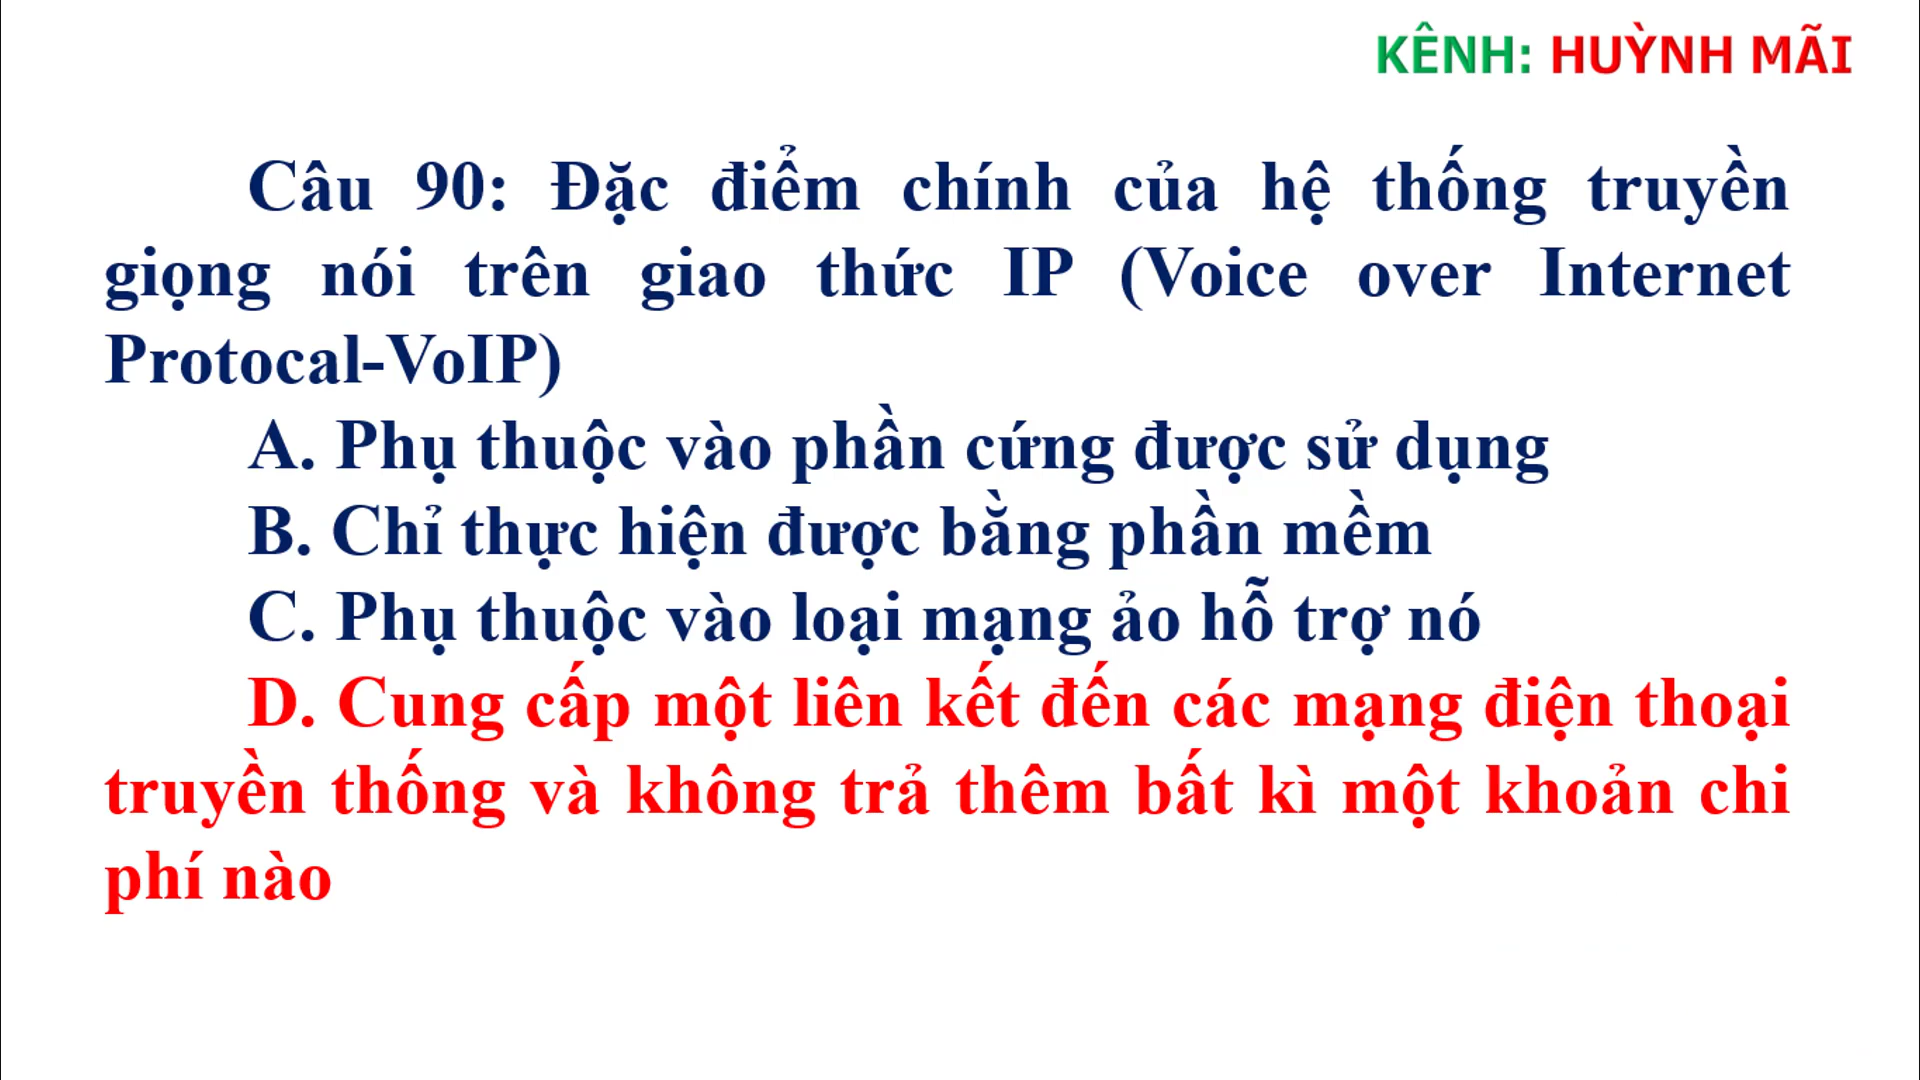 KÊNH: HUỲNH MÃI
Câu 90: Đặc điểm chính của hệ thống truyền
giọng nói trên giao thức IP (Voice over Internet
Protocal-VoIP)
A. Phụ thuộc vào phần cứng được sử dụng
B. Chỉ thực hiện được bằng phần mềm
C. Phụ thuộc vào loại mạng ảo hỗ trợ nó
D. Cung cấp một liên kết đến các mạng điện thoại
truyền thống và không trả thêm bất kì một khoản chi
phí nào